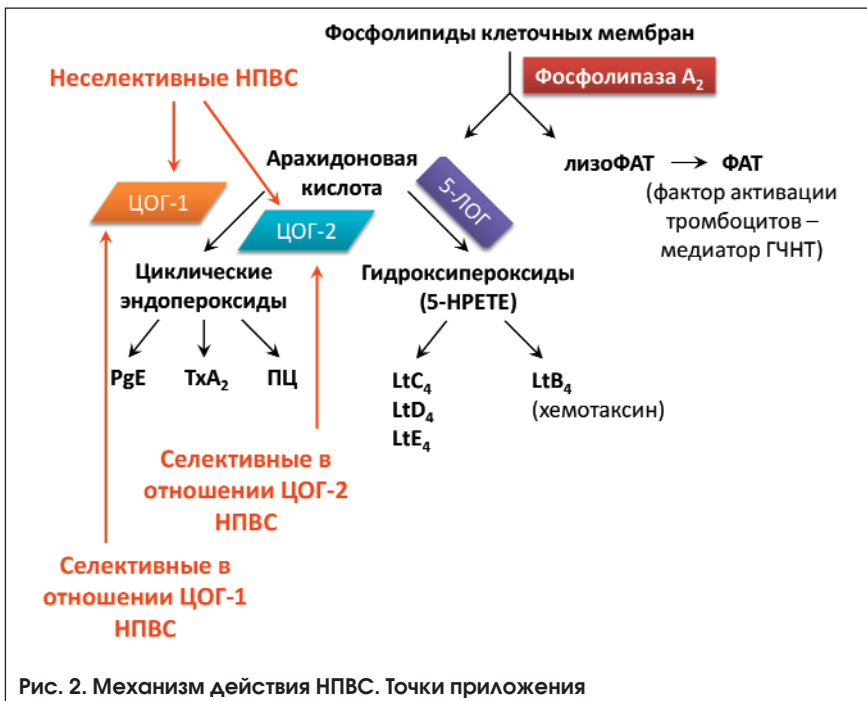 Фосфолипиды клеточных мембран
Фосфолипаза A₂
Неселективные НПВС
Арахидоновая
кислота
5-ЛОГ
лизоФАТ → ФАТ
(фактор активации
тромбоцитов –
медиатор ГЧНТ)
ЦОГ-1
ЦОГ-2
Циклические
эндопероксиды
Гидроксипероксиды
(5-HPETE)
PgE TxA₂ ПЦ
LtC₄
LtD₄
LtE₄
LtB₄
(хемотаксин)
Селективные в
отношении ЦОГ-2
НПВС
Селективные в
отношении ЦОГ-1
НПВС
Рис. 2. Механизм действия НПВС. Точки приложения